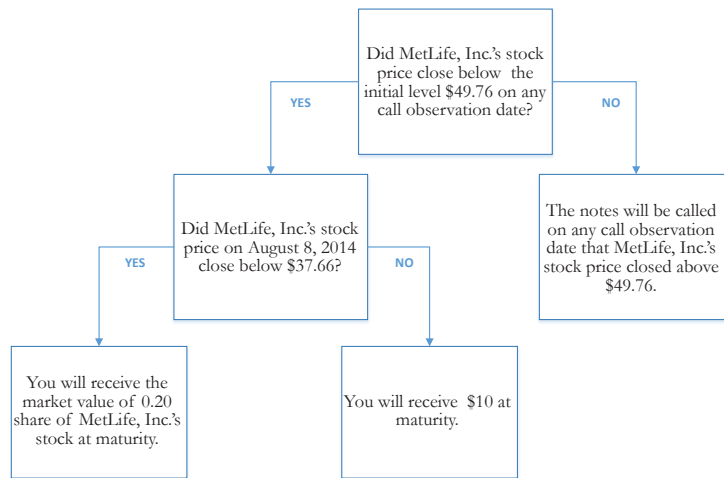 Did MetLife, Inc.'s stock
price close below the
initial level $49.76 on any
call observation date?
YES
NO
Did MetLife, Inc.'s stock
price on August 8, 2014
close below $37.66?
The notes will be called
on any call observation
date that MetLife, Inc.'s
stock price closed above
$49.76.
YES
NO
You will receive the
market value of 0.20
share of MetLife, Inc.'s
stock at maturity.
You will receive $10 at
maturity.